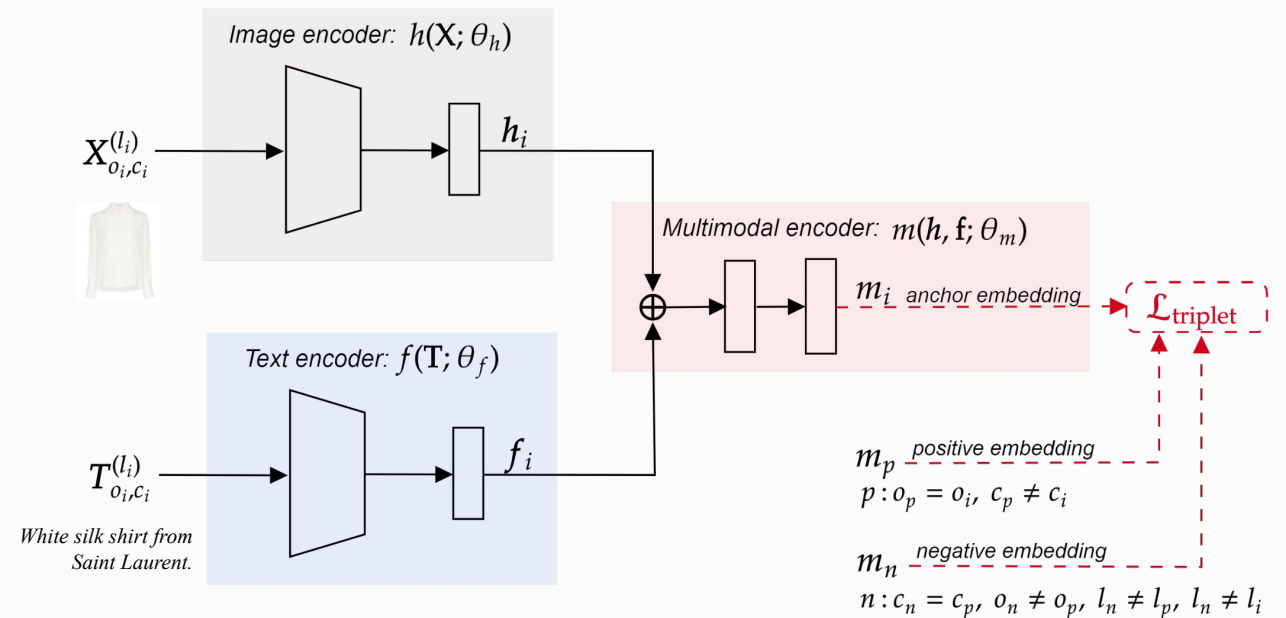 Image encoder: h(X; θ_h)
X_{o_i,c_i}^{(l_i)}
h_i
Multimodal encoder: m(h, f; θ_m)
m_i anchor embedding
ℒ_triplet
⊕
Text encoder: f(T; θ_f)
T_{o_i,c_i}^{(l_i)}
f_i
White silk shirt from
Saint Laurent.
m_p positive embedding
p : o_p = o_i, c_p ≠ c_i
m_n negative embedding
n : c_n = c_p, o_n ≠ o_p, l_n ≠ l_p, l_n ≠ l_i